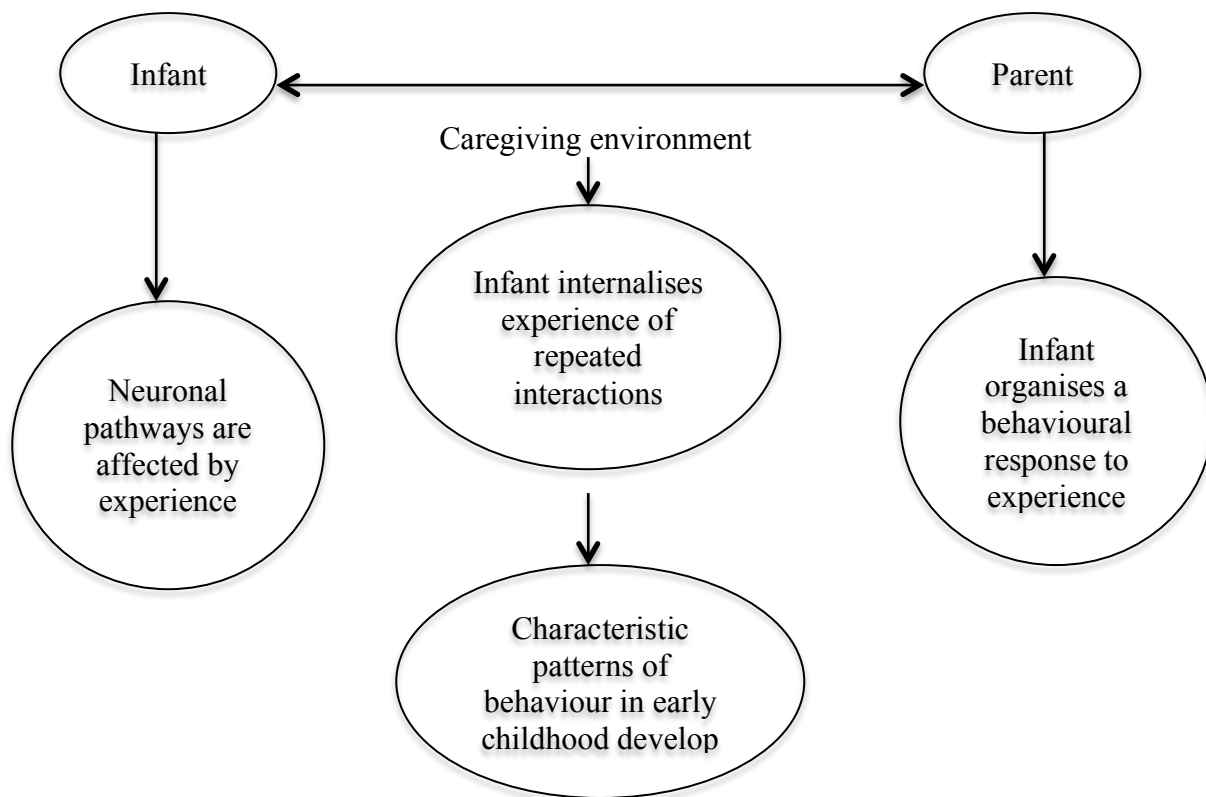 Infant
Parent
Caregiving environment
Infant internalises
experience of
repeated
interactions
Neuronal
pathways are
affected by
experience
Infant
organises a
behavioural
response to
experience
Characteristic
patterns of
behaviour in early
childhood develop